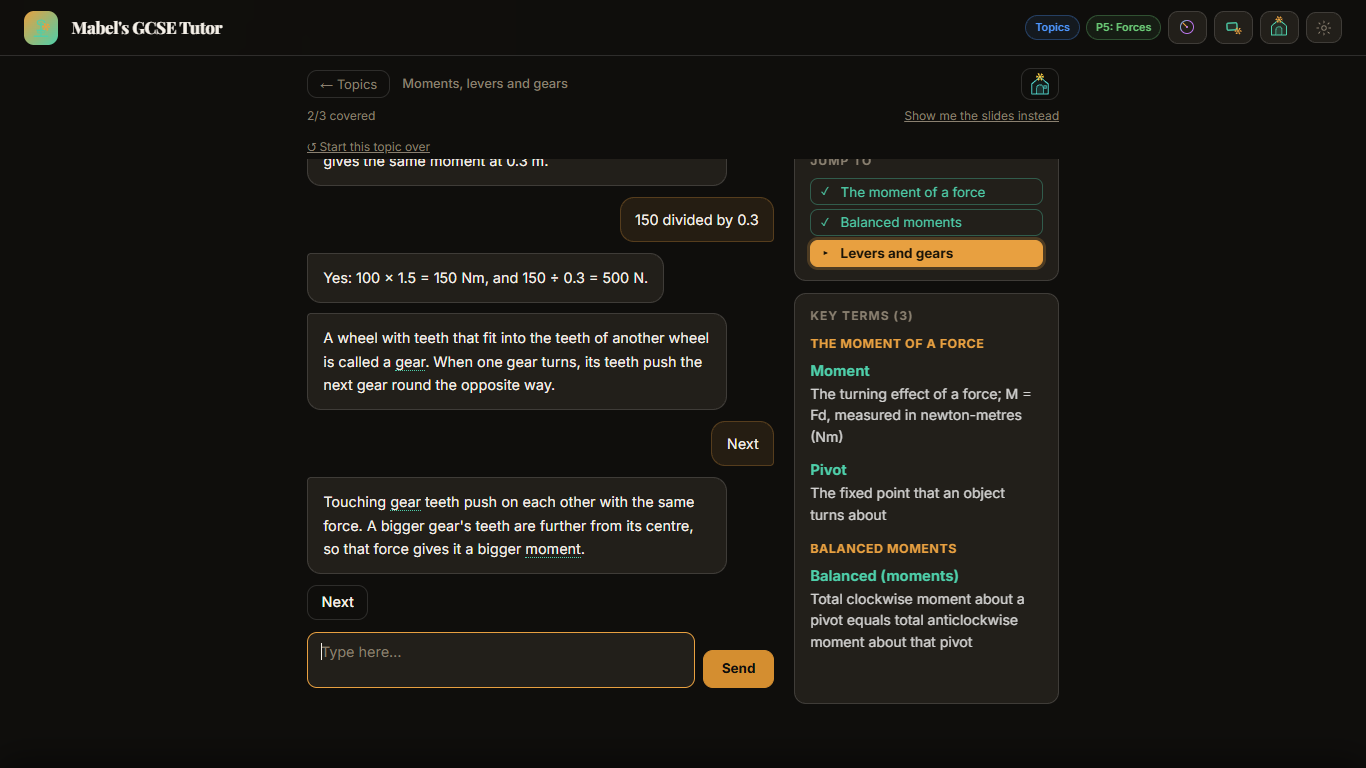 Mabel's GCSE Tutor
Topics
P5: Forces
← Topics
Moments, levers and gears
2/3 covered
Show me the slides instead
↺ Start this topic over
gives the same moment at 0.3 m.
150 divided by 0.3
Yes: 100 × 1.5 = 150 Nm, and 150 ÷ 0.3 = 500 N.
A wheel with teeth that fit into the teeth of another wheel
is called a gear. When one gear turns, its teeth push the
next gear round the opposite way.
Next
Touching gear teeth push on each other with the same
force. A bigger gear's teeth are further from its centre,
so that force gives it a bigger moment.
Next
Type here...
Send
JUMP TO
✓ The moment of a force
✓ Balanced moments
▸ Levers and gears
KEY TERMS (3)
THE MOMENT OF A FORCE
Moment
The turning effect of a force; M =
Fd, measured in newton-metres
(Nm)
Pivot
The fixed point that an object
turns about
BALANCED MOMENTS
Balanced (moments)
Total clockwise moment about a
pivot equals total anticlockwise
moment about that pivot